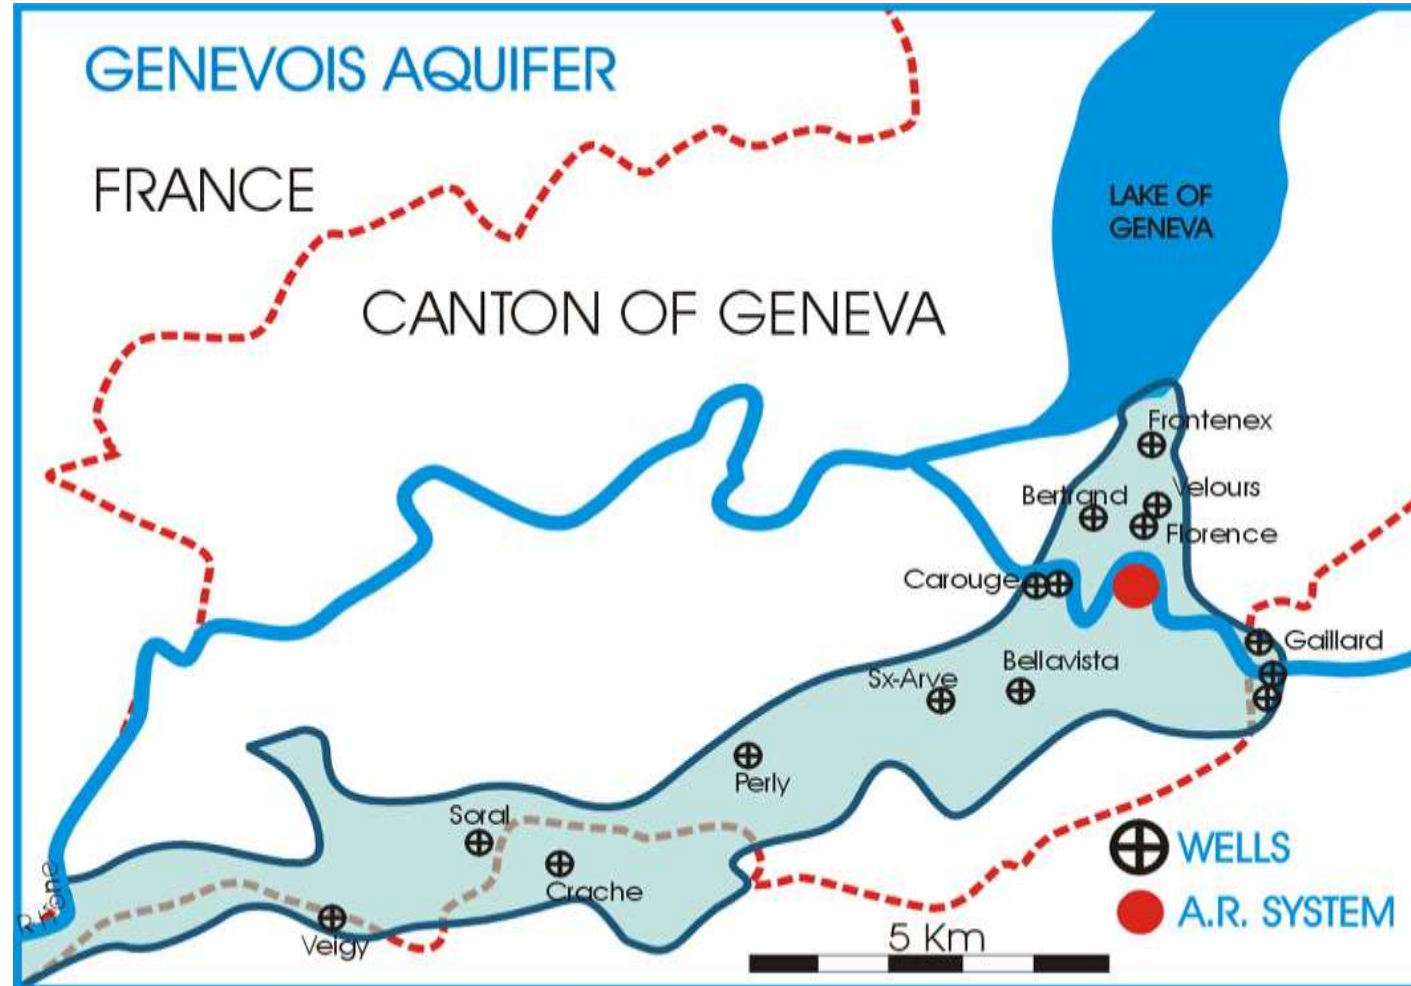 GENEVOIS AQUIFER
FRANCE
LAKE OF
GENEVA
CANTON OF GENEVA
Frontenex
Velours
Bertrand
Florence
Carouge
Gaillard
Bellavista
Sx-Arve
Perly
Soral
Crache
Veigy
R
Rhone
WELLS
A.R. SYSTEM
5 Km